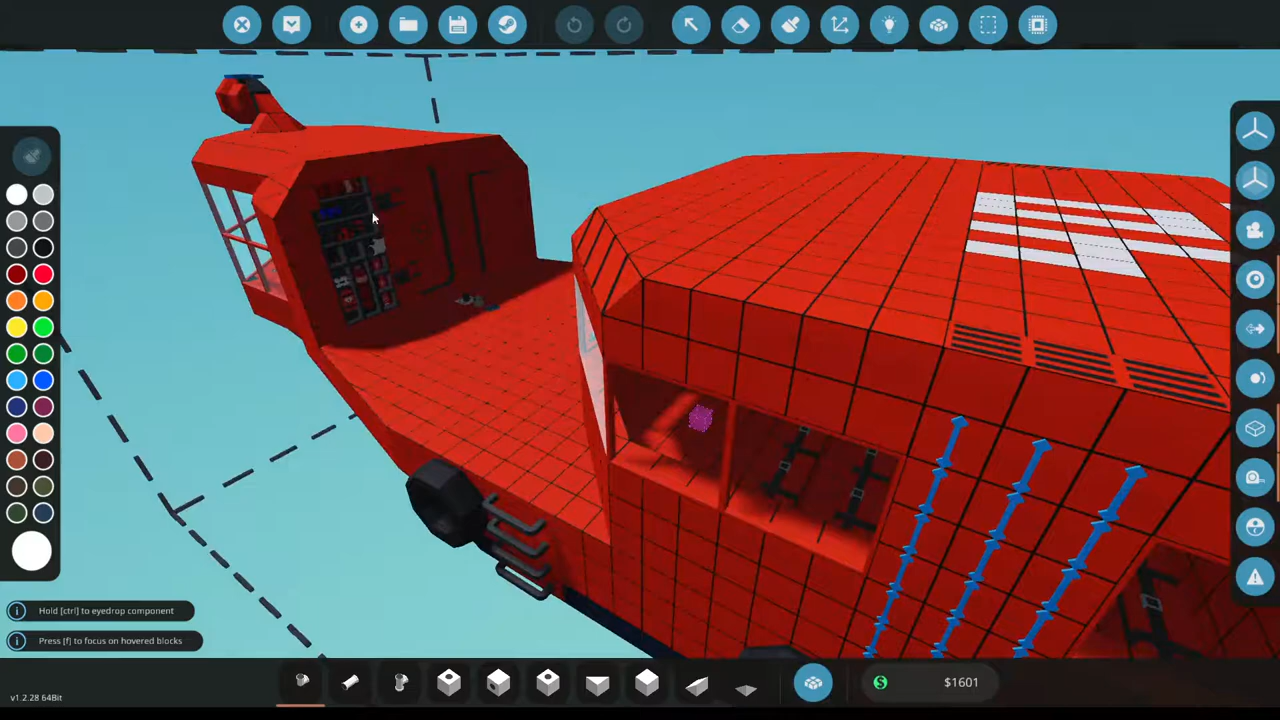 Hold [ctrl] to eyedrop component
Press [f] to focus on hovered blocks
v1.2.28 64Bit
$1601